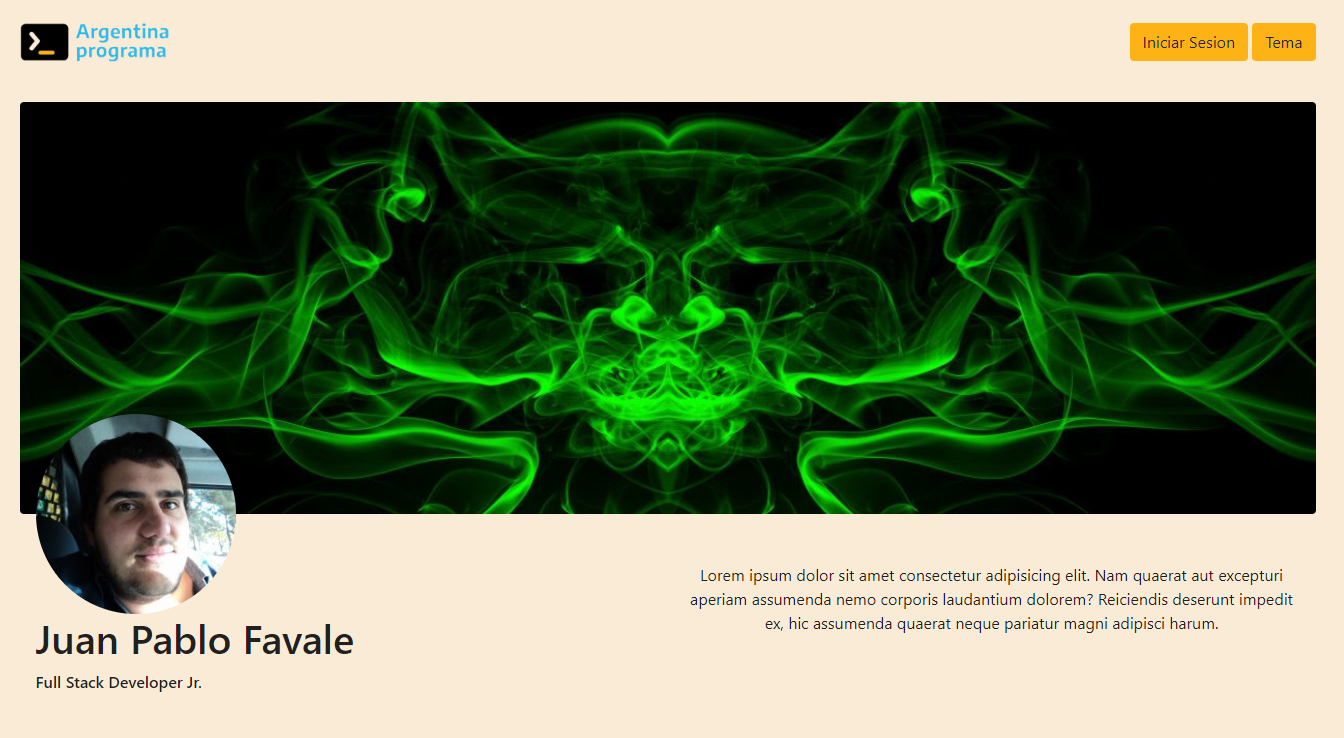 Argentina
programa
Iniciar Sesion
Tema
Juan Pablo Favale
Full Stack Developer Jr.
Lorem ipsum dolor sit amet consectetur adipisicing elit. Nam quaerat aut excepturi
aperiam assumenda nemo corporis laudantium dolorem? Reiciendis deserunt impedit
ex, hic assumenda quaerat neque pariatur magni adipisci harum.